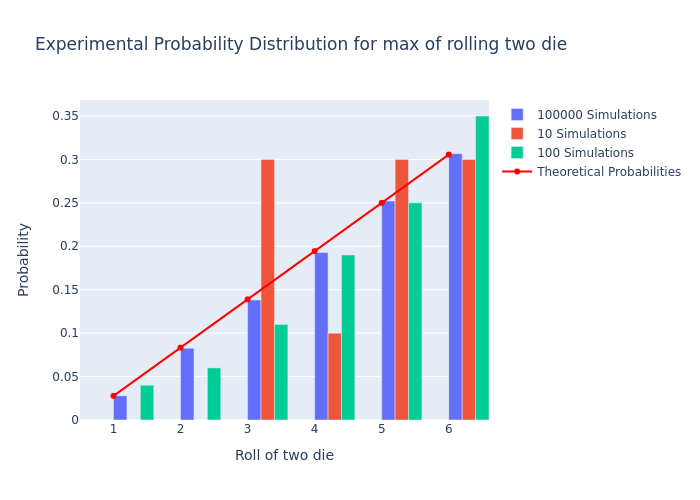 Experimental Probability Distribution for max of rolling two die
0.35
0.3
0.25
0.2
0.15
0.1
0.05
0
Probability
1 2 3 4 5 6
Roll of two die
100000 Simulations
10 Simulations
100 Simulations
Theoretical Probabilities